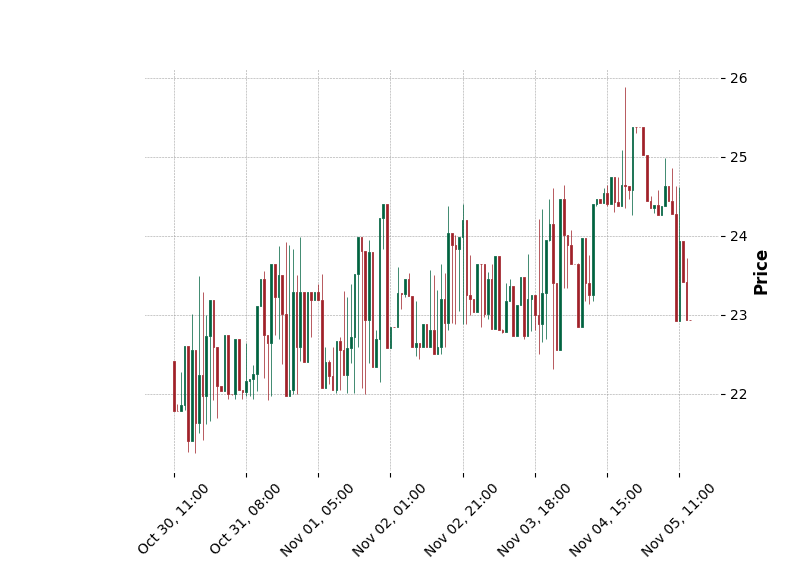 26
25
24
23
22
Price
Oct 30, 11:00
Oct 31, 08:00
Nov 01, 05:00
Nov 02, 01:00
Nov 02, 21:00
Nov 03, 18:00
Nov 04, 15:00
Nov 05, 11:00